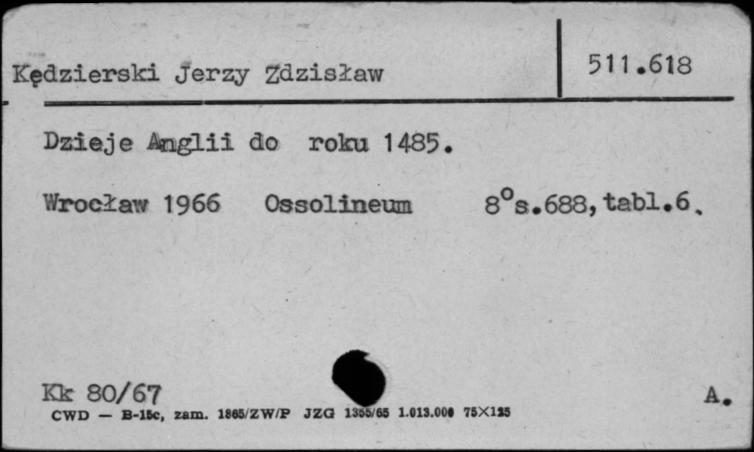 Kędzierski Jerzy Zdzisław 511.618
Dzieje Anglii do roku 1485.
Wrocław 1966 Ossolineum 8°s.688,tabl.6.
Kk 80/67 A.
CWD — B-15c, zam. 1865/ZW/P JZG 1355/65 1.013.000 75X125